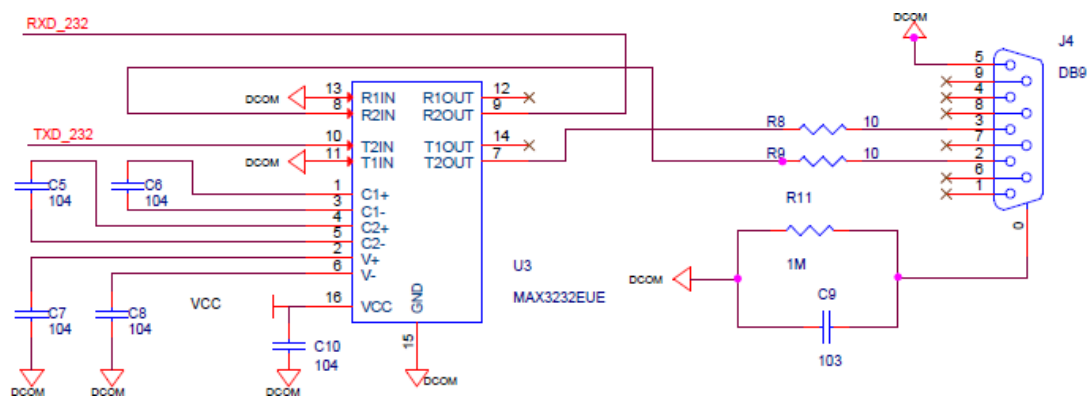 RXD_232
DCOM
J4
DB9
5
9
4
8
3
7
2
6
1
0
DCOM
13
R1IN
R1OUT
12
8
R2IN
R2OUT
9
TXD_232
10
T2IN
T1OUT
14
DCOM
11
T1IN
T2OUT
7
R8
10
R9
10
C5
104
C6
104
1
C1+
3
C1-
4
C2+
5
C2-
2
V+
6
V-
16
VCC
GND
15
U3
MAX3232EUE
VCC
C7
104
C8
104
C10
104
DCOM
DCOM
DCOM
DCOM
R11
1M
DCOM
C9
103